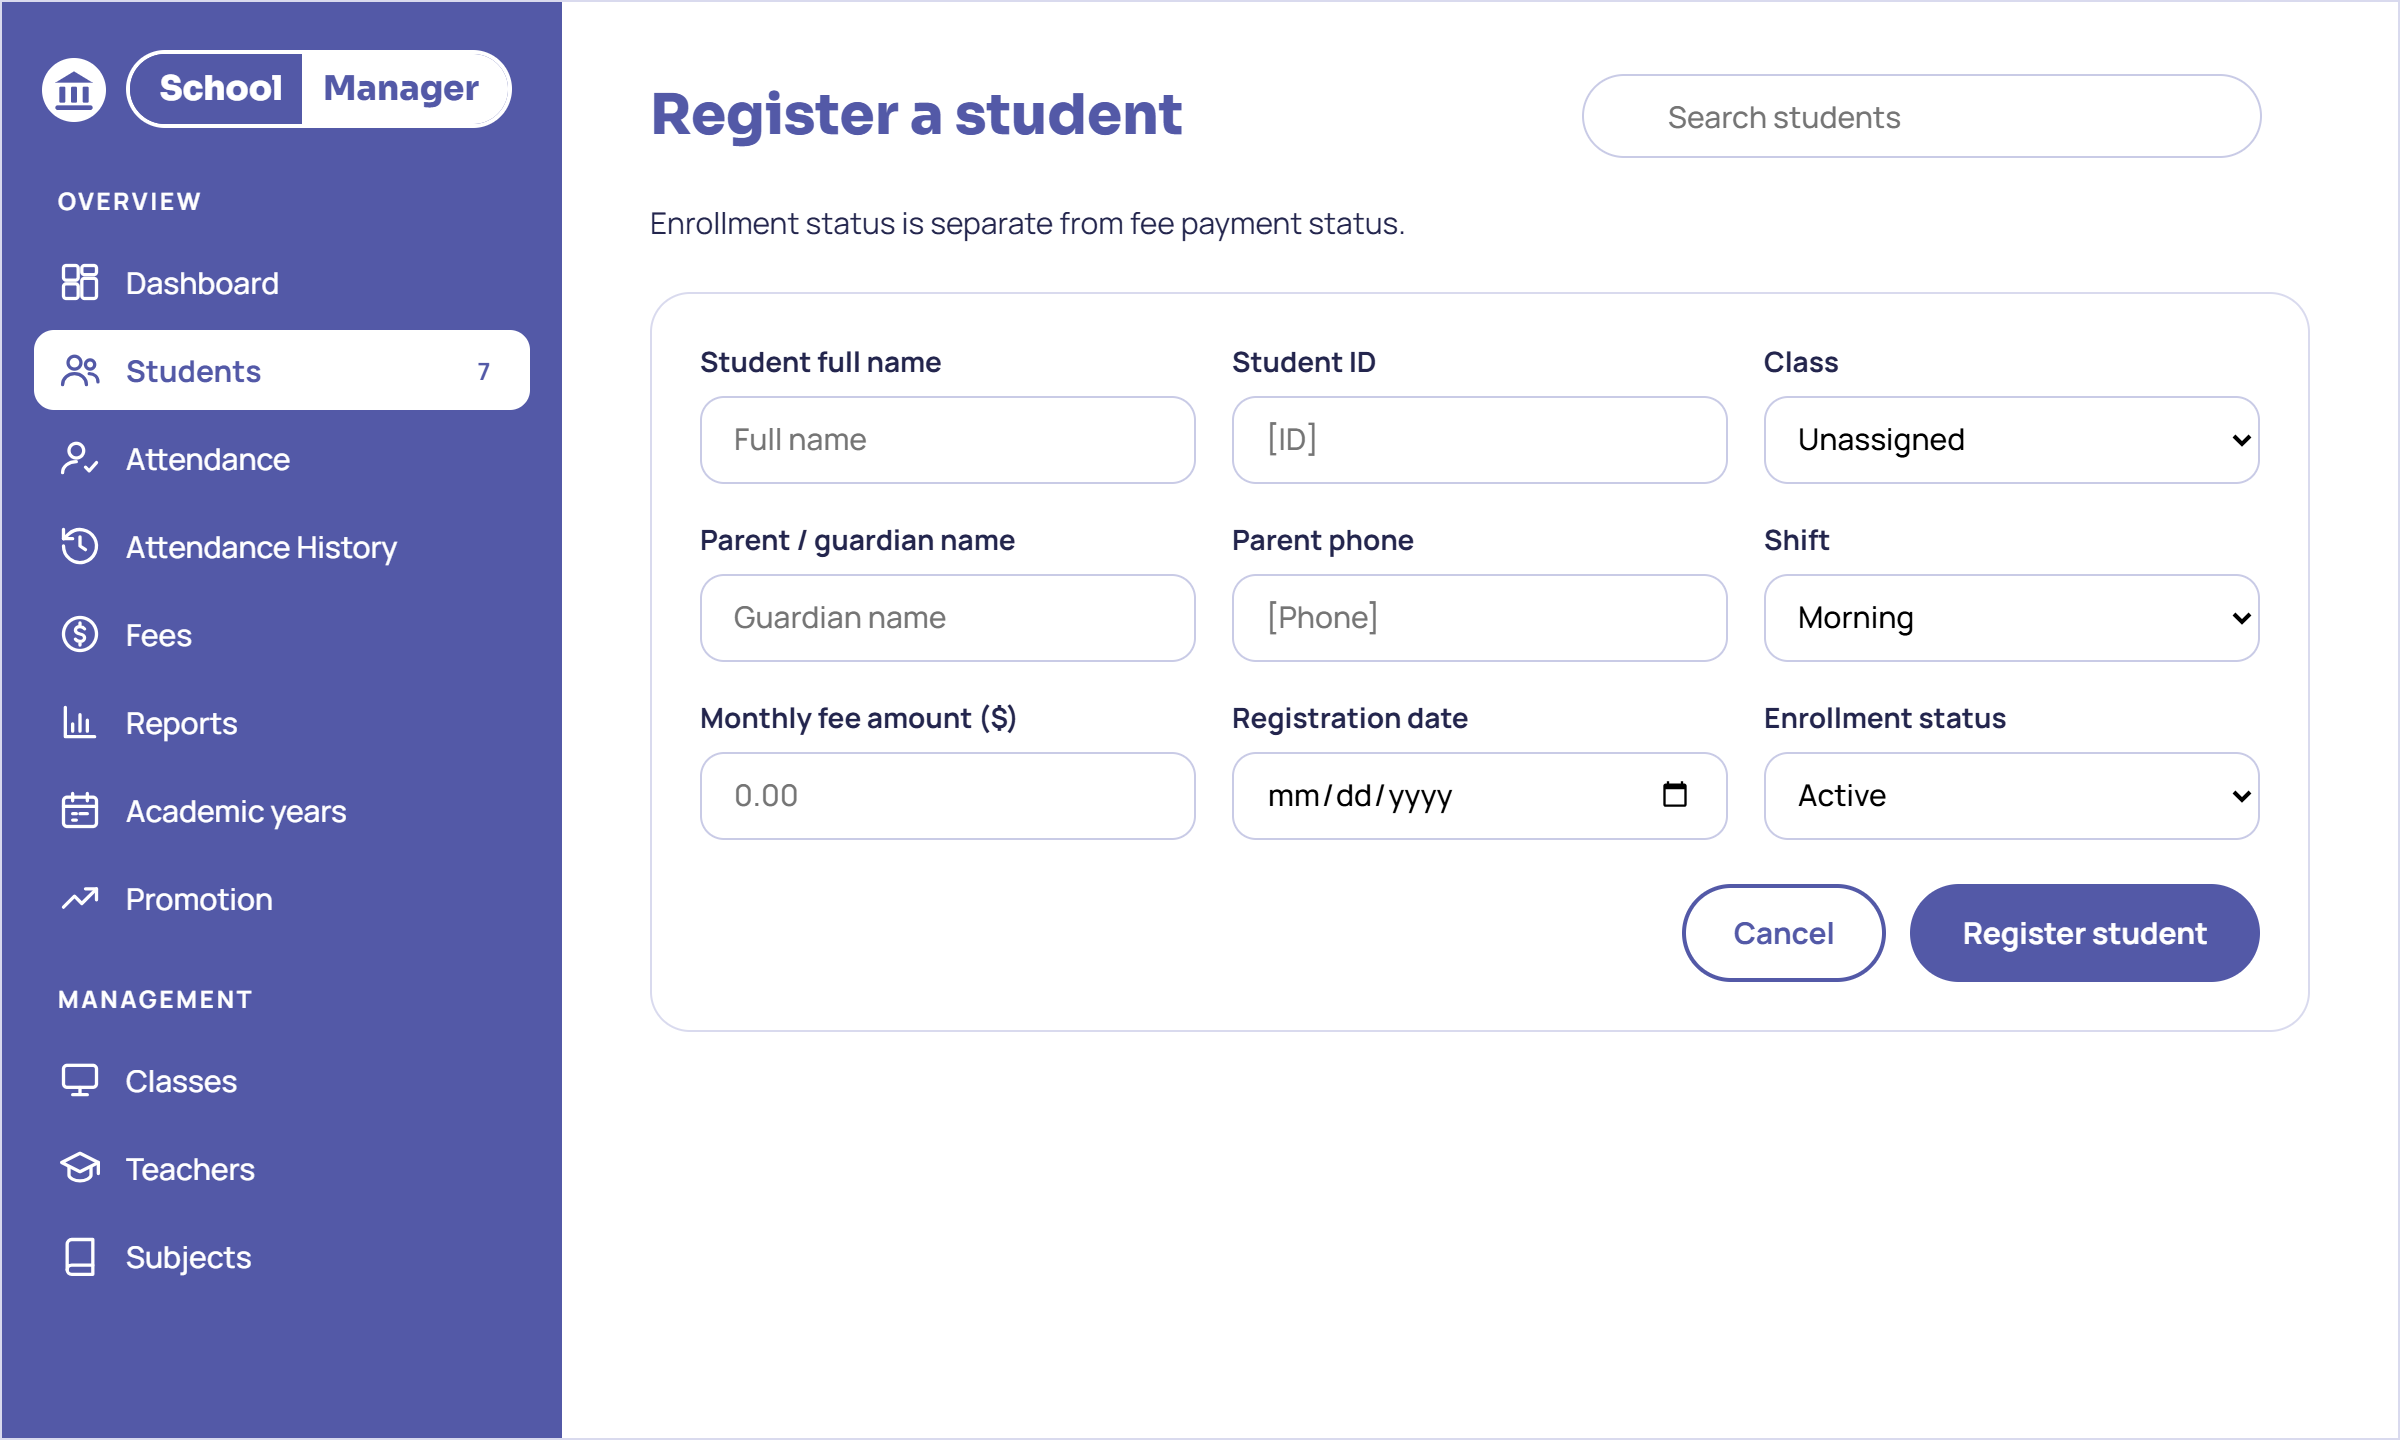 School Manager
OVERVIEW
Dashboard
Students 7
Attendance
Attendance History
Fees
Reports
Academic years
Promotion
MANAGEMENT
Classes
Teachers
Subjects
Register a student
Search students
Enrollment status is separate from fee payment status.
Student full name
Full name
Student ID
[ID]
Class
Unassigned
Parent / guardian name
Guardian name
Parent phone
[Phone]
Shift
Morning
Monthly fee amount ($)
0.00
Registration date
mm/dd/yyyy
Enrollment status
Active
Cancel
Register student